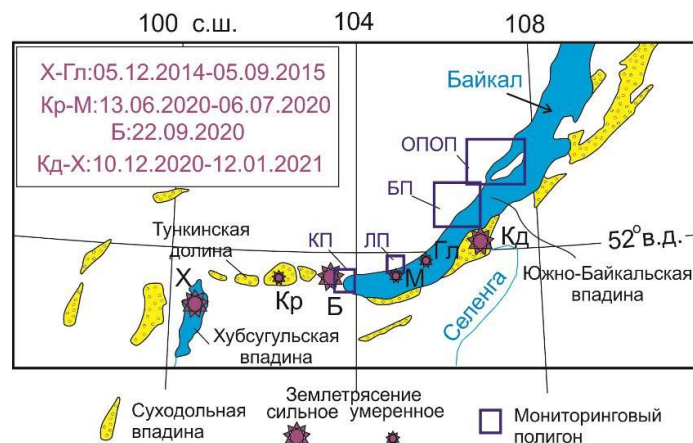 100 с.ш. 104 108
Х-Гл:05.12.2014-05.09.2015
Кр-М:13.06.2020-06.07.2020
Б:22.09.2020
Кд-Х:10.12.2020-12.01.2021
Байкал
ОПОП
БП
Тункинская
долина
КП
ЛП
Гл
Кд
52°в.д.
Х
Кр
Б
М
Южно-Байкальская
впадина
Селенга
Хубсугульская
впадина
Суходольная
впадина
Землетрясение
сильное умеренное
Мониторинговый
полигон